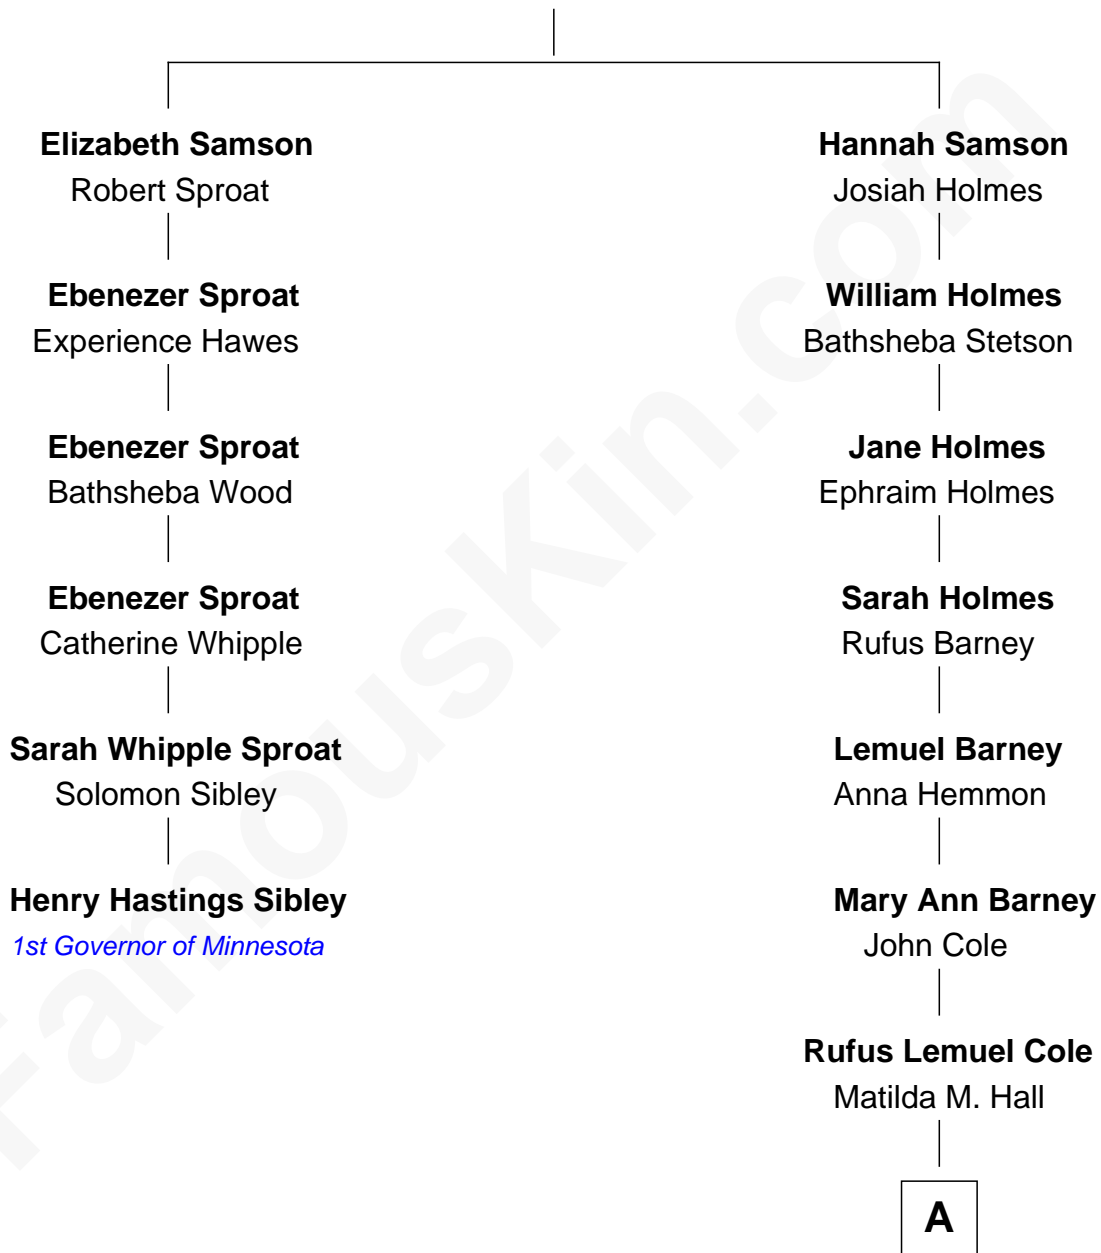 Elizabeth Samson
Robert Sproat
Ebenezer Sproat
Experience Hawes
Ebenezer Sproat
Bathsheba Wood
Ebenezer Sproat
Catherine Whipple
Sarah Whipple Sproat
Solomon Sibley
Henry Hastings Sibley
1st Governor of Minnesota
Hannah Samson
Josiah Holmes
William Holmes
Bathsheba Stetson
Jane Holmes
Ephraim Holmes
Sarah Holmes
Rufus Barney
Lemuel Barney
Anna Hemmon
Mary Ann Barney
John Cole
Rufus Lemuel Cole
Matilda M. Hall
A
FamousKin.com